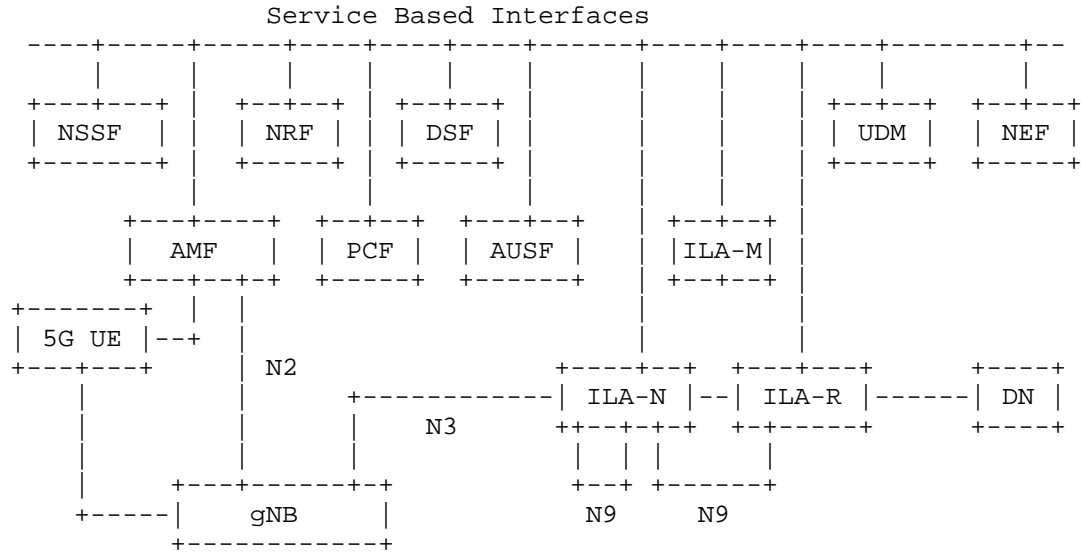 Service Based Interfaces
NSSF NRF DSF UDM NEF
AMF PCF AUSF ILA-M
5G UE
N2
ILA-N ILA-R DN
N3
gNB N9 N9